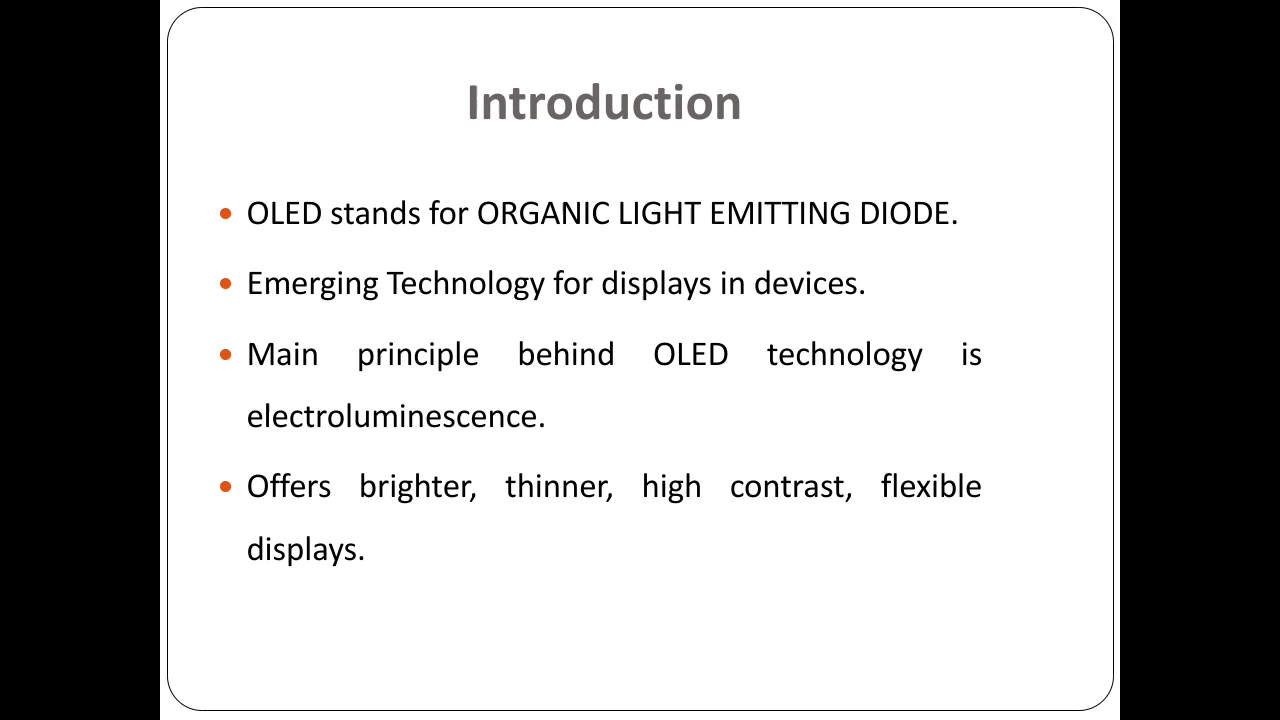 Introduction
• OLED stands for ORGANIC LIGHT EMITTING DIODE.
• Emerging Technology for displays in devices.
• Main principle behind OLED technology is
electroluminescence.
• Offers brighter, thinner, high contrast, flexible
displays.